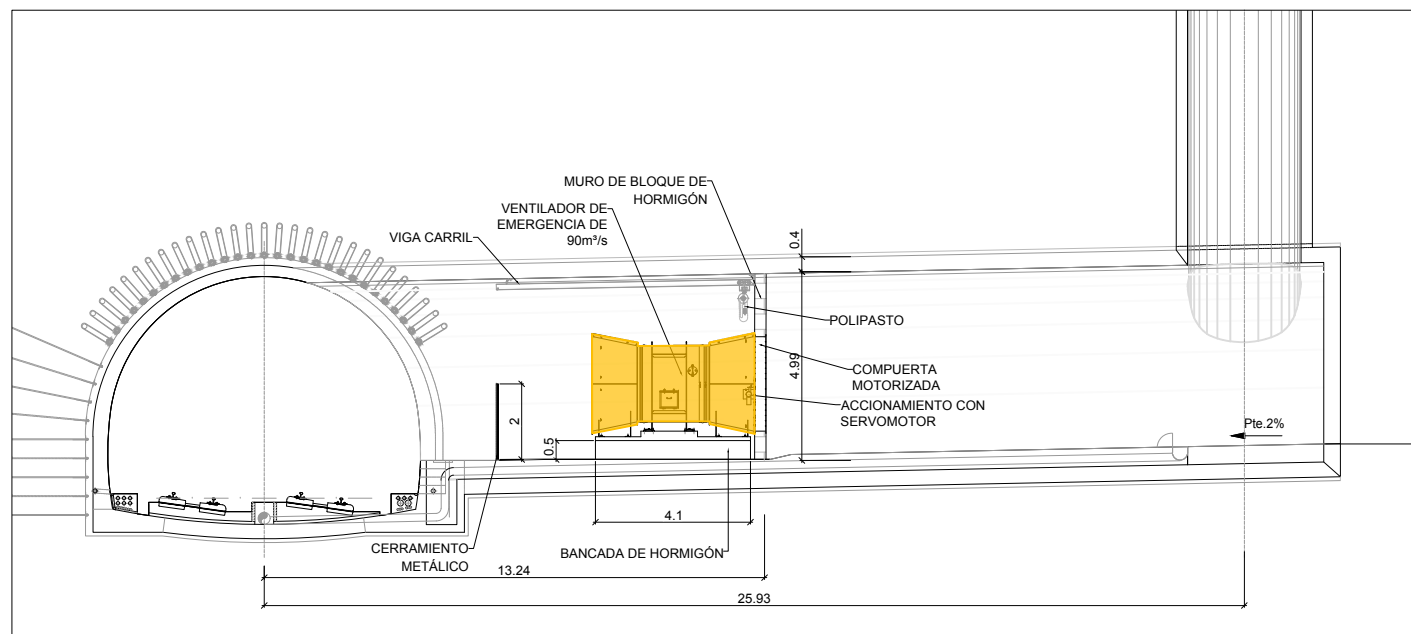 MURO DE BLOQUE DE
HORMIGÓN
VENTILADOR DE
EMERGENCIA DE
90m³/s
VIGA CARRIL
0.4
POLIPASTO
4.99
COMPUERTA
MOTORIZADA
ACCIONAMIENTO CON
SERVOMOTOR
2
0.5
Pte.2%
4.1
CERRAMIENTO
METÁLICO
BANCADA DE HORMIGÓN
13.24
25.93